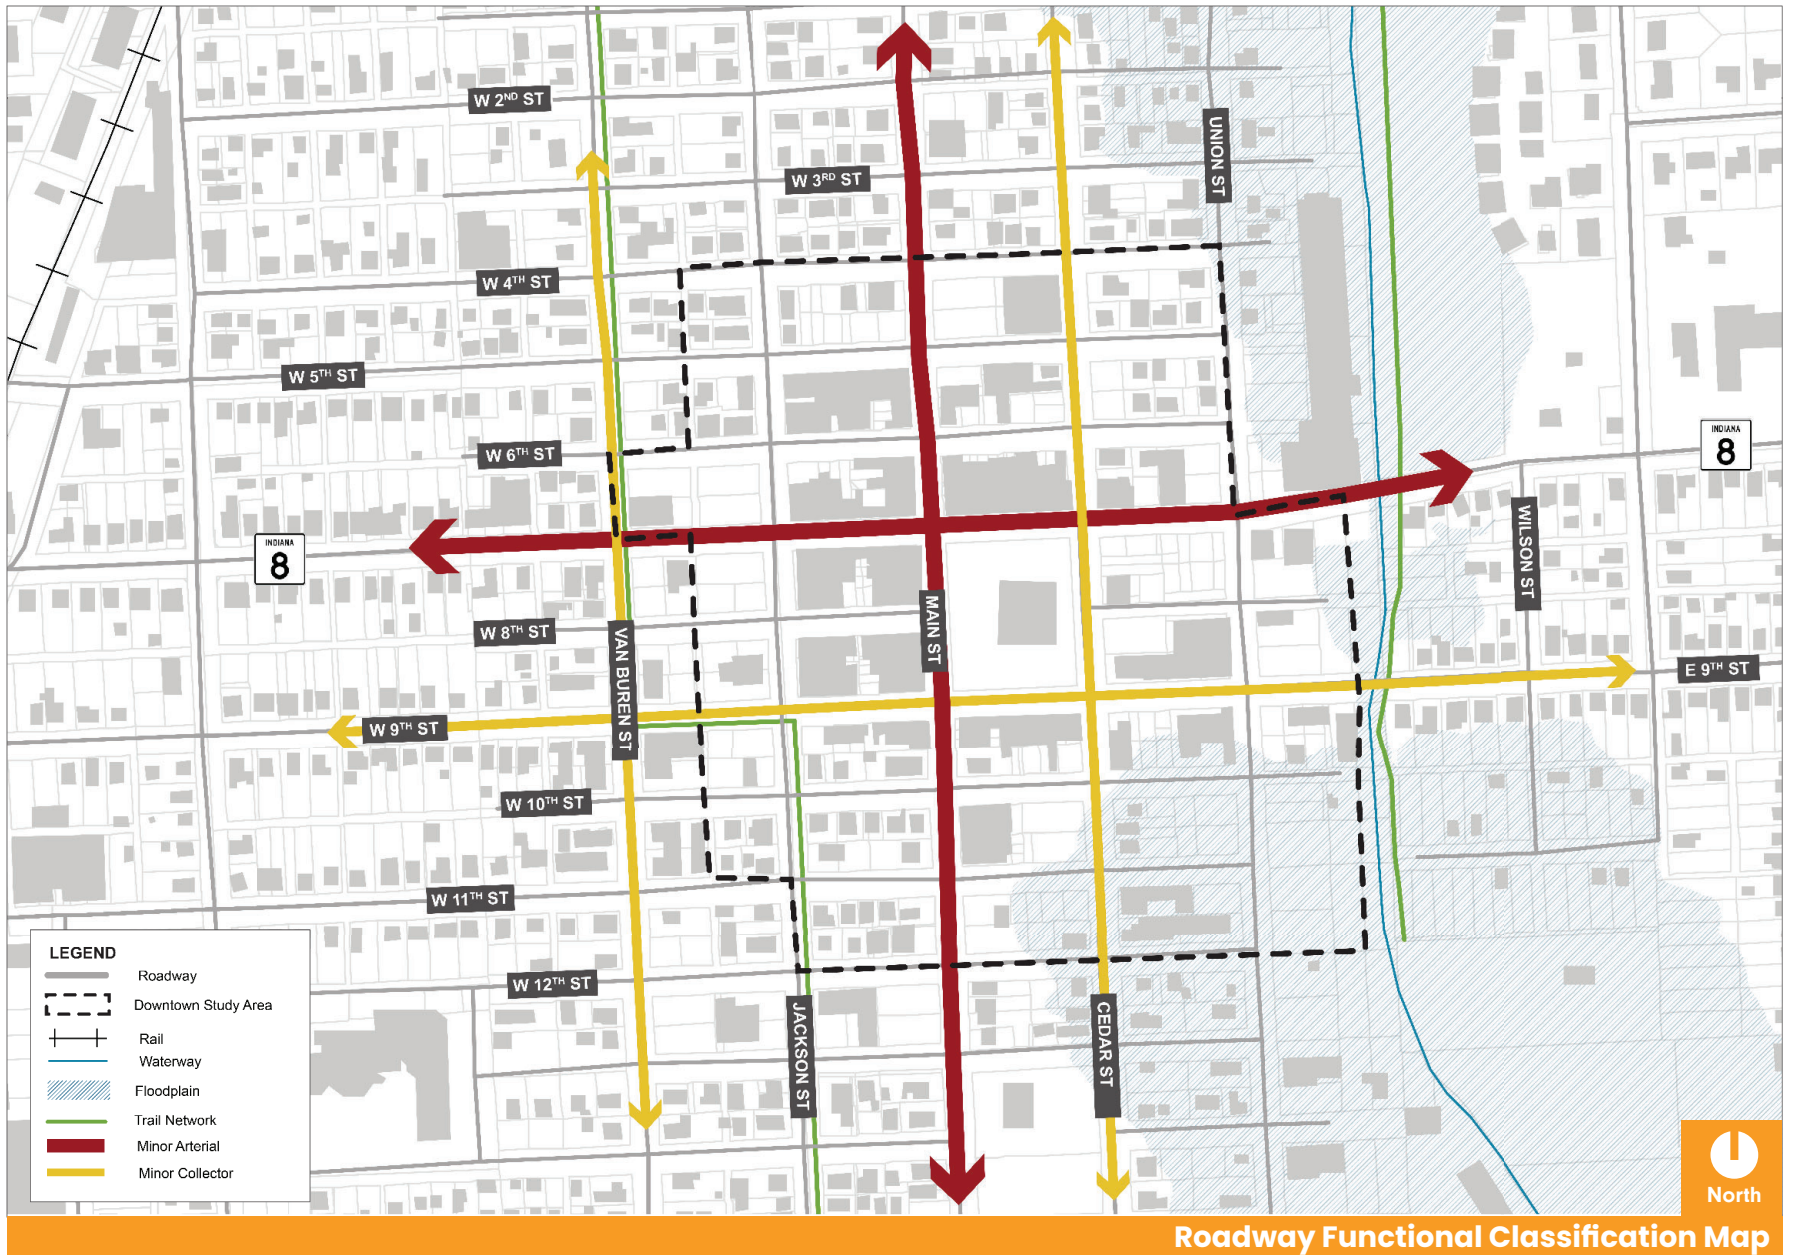 W 2ND ST
UNION ST
W 3RD ST
W 4TH ST
W 5TH ST
INDIANA
8
W 6TH ST
WILSON ST
INDIANA
8
MAIN ST
W 8TH ST
VAN BUREN ST
E 9TH ST
W 9TH ST
W 10TH ST
W 11TH ST
W 12TH ST
JACKSON ST
CEDAR ST
LEGEND
Roadway
Downtown Study Area
Rail
Waterway
Floodplain
Trail Network
Minor Arterial
Minor Collector
North
Roadway Functional Classification Map